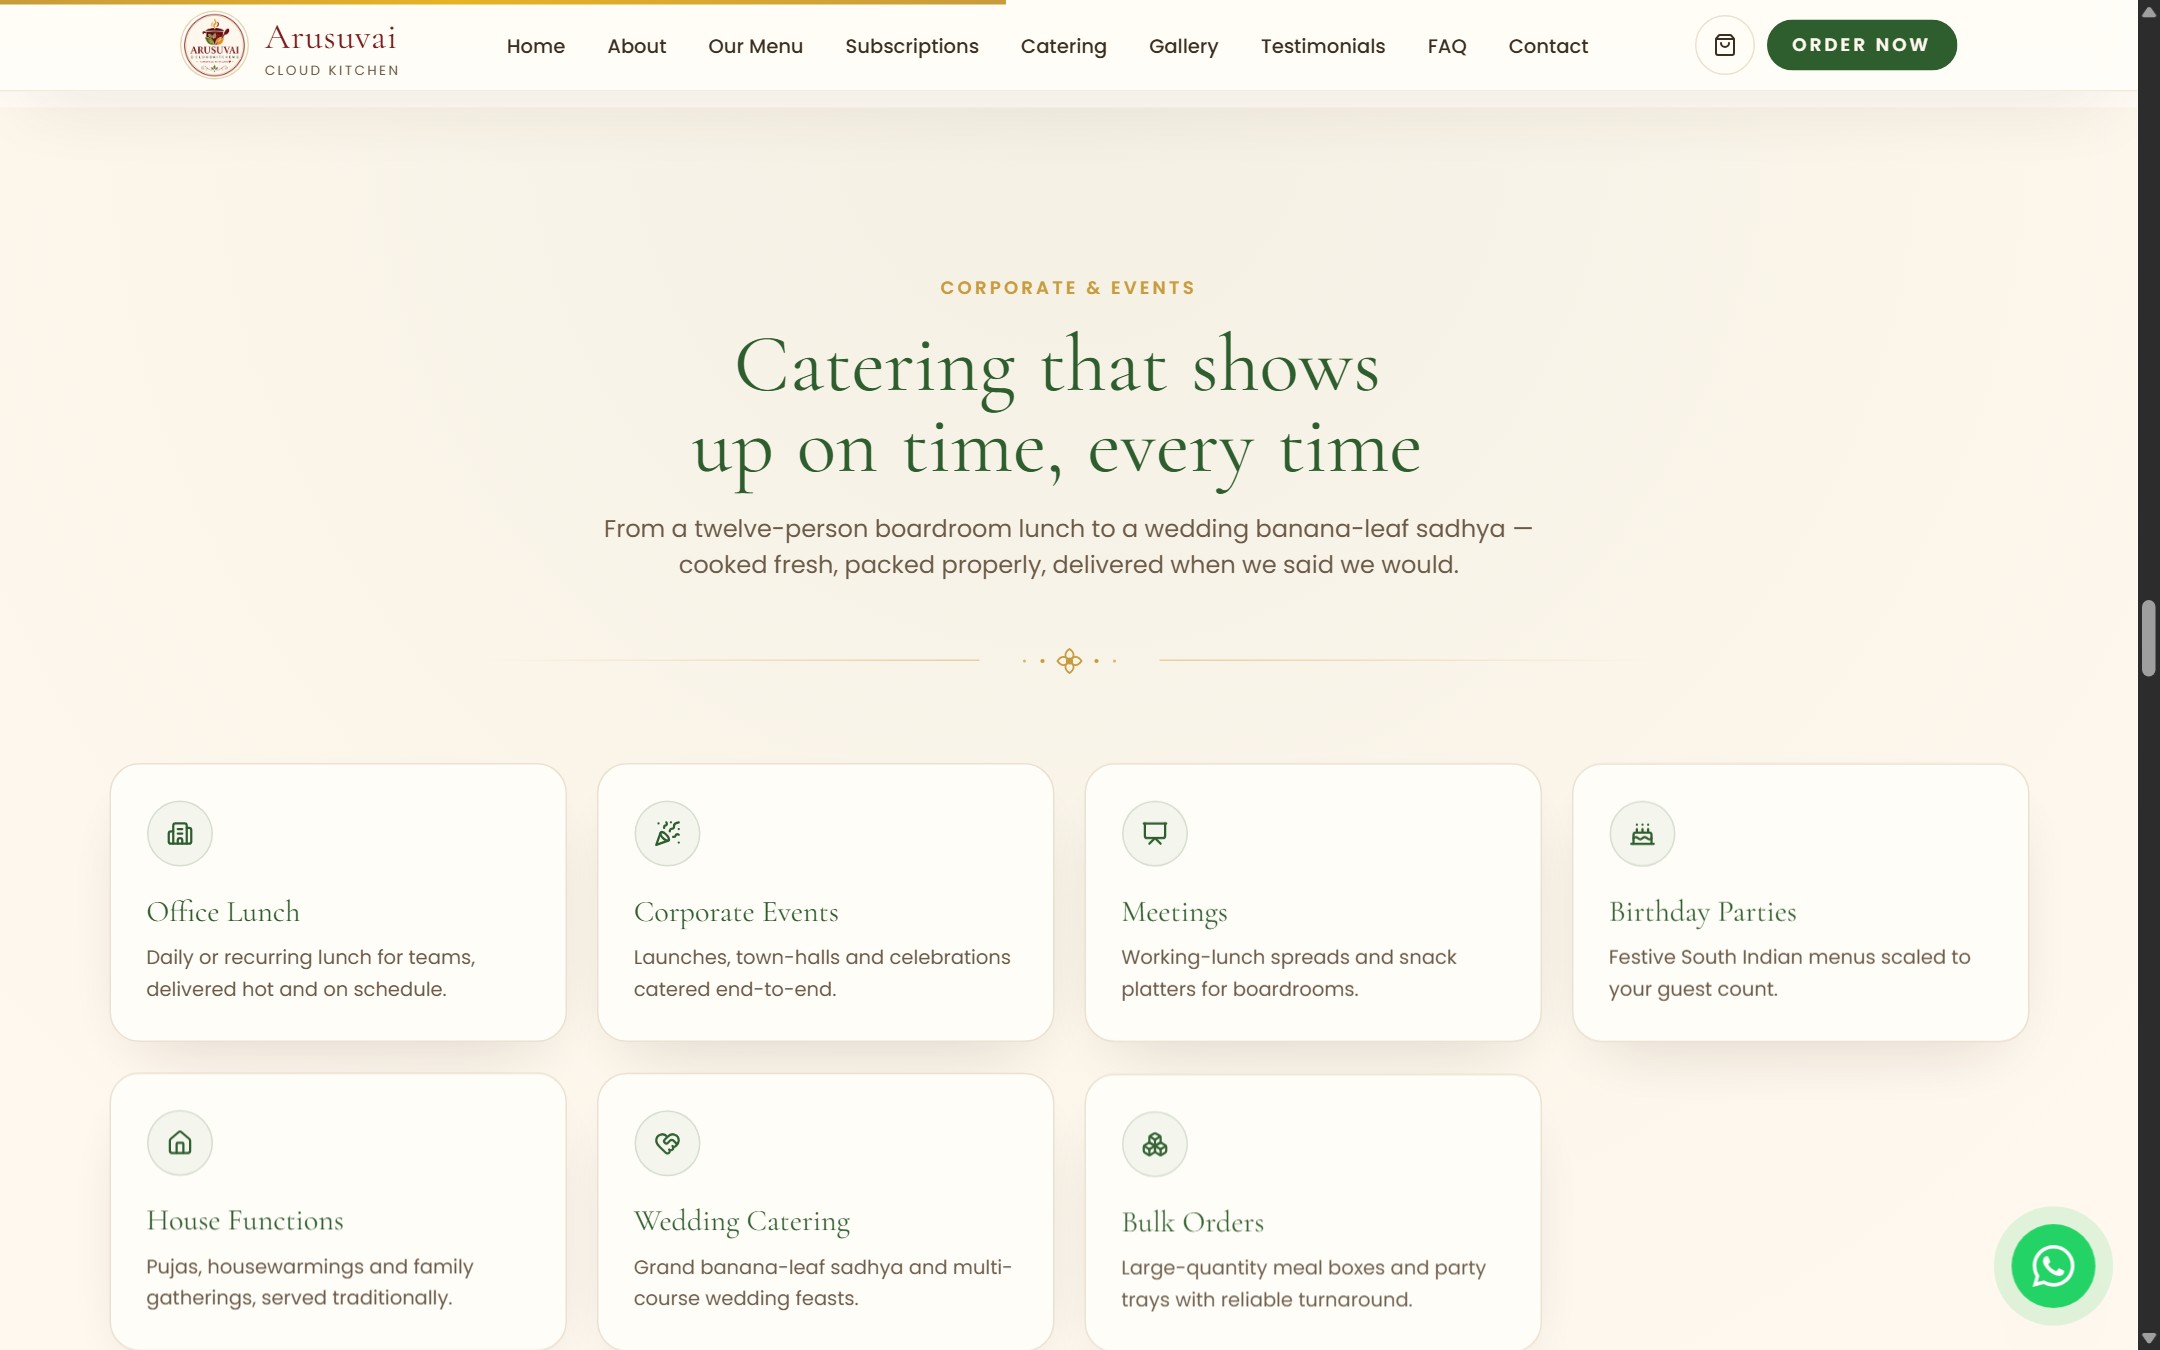 ARUSUVAI
Arusuvai
CLOUD KITCHEN
Home
About
Our Menu
Subscriptions
Catering
Gallery
Testimonials
FAQ
Contact
ORDER NOW
CORPORATE & EVENTS
Catering that shows
up on time, every time
From a twelve-person boardroom lunch to a wedding banana-leaf sadhya —
cooked fresh, packed properly, delivered when we said we would.
Office Lunch
Daily or recurring lunch for teams,
delivered hot and on schedule.
Corporate Events
Launches, town-halls and celebrations
catered end-to-end.
Meetings
Working-lunch spreads and snack
platters for boardrooms.
Birthday Parties
Festive South Indian menus scaled to
your guest count.
House Functions
Pujas, housewarmings and family
gatherings, served traditionally.
Wedding Catering
Grand banana-leaf sadhya and multi-
course wedding feasts.
Bulk Orders
Large-quantity meal boxes and party
trays with reliable turnaround.